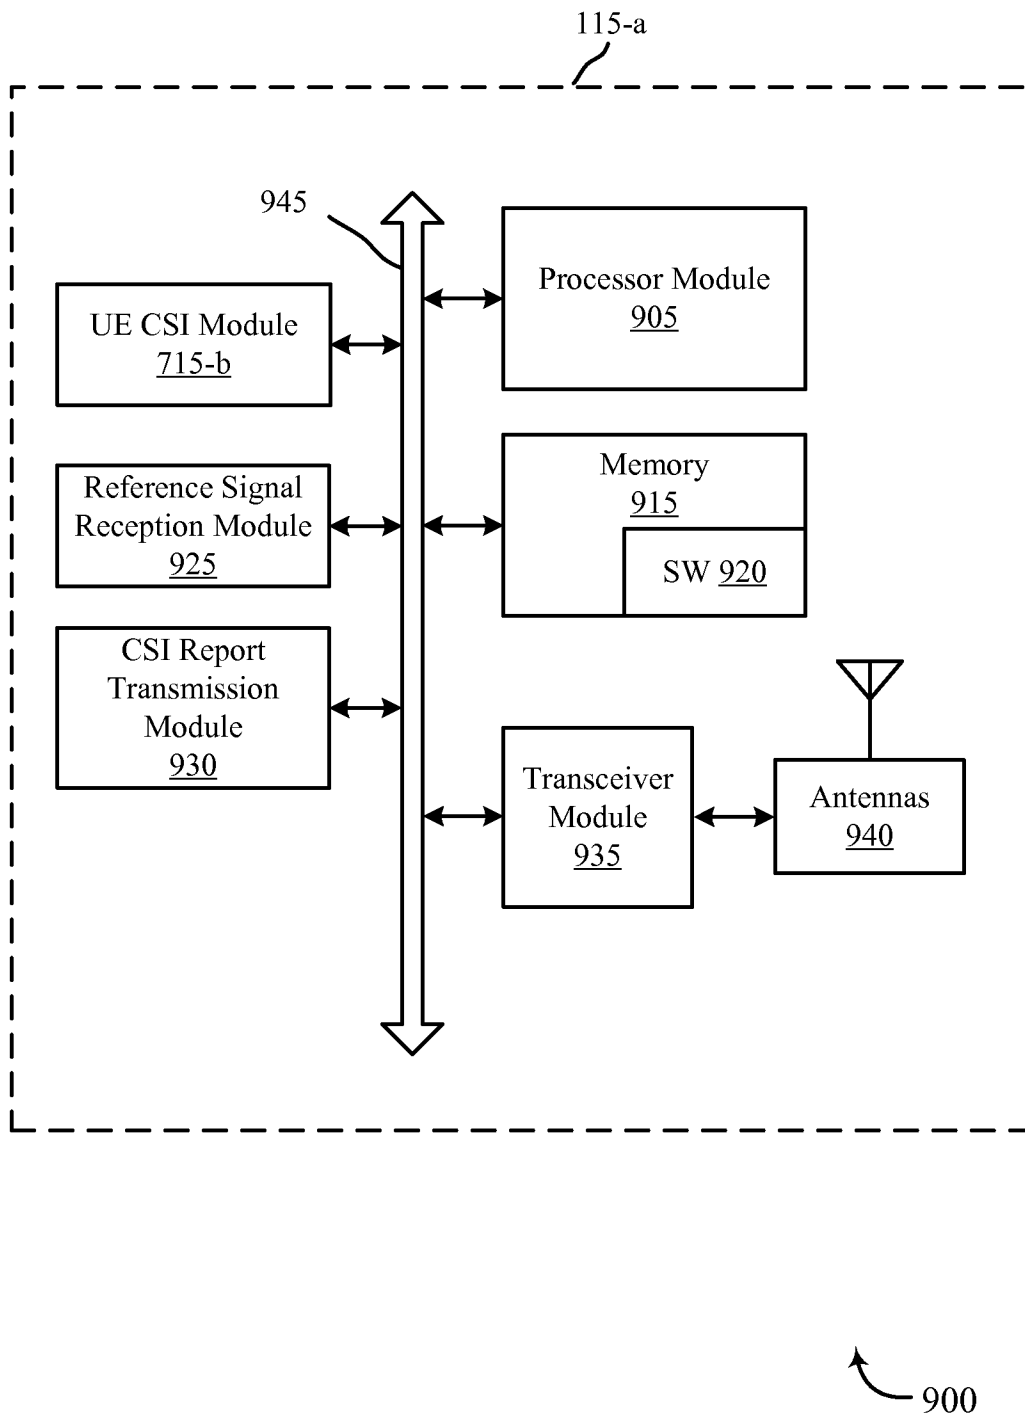 115-a
945
Processor Module
905
UE CSI Module
715-b
Memory
915
SW 920
Reference Signal
Reception Module
925
CSI Report
Transmission
Module
930
Transceiver
Module
935
Antennas
940
900